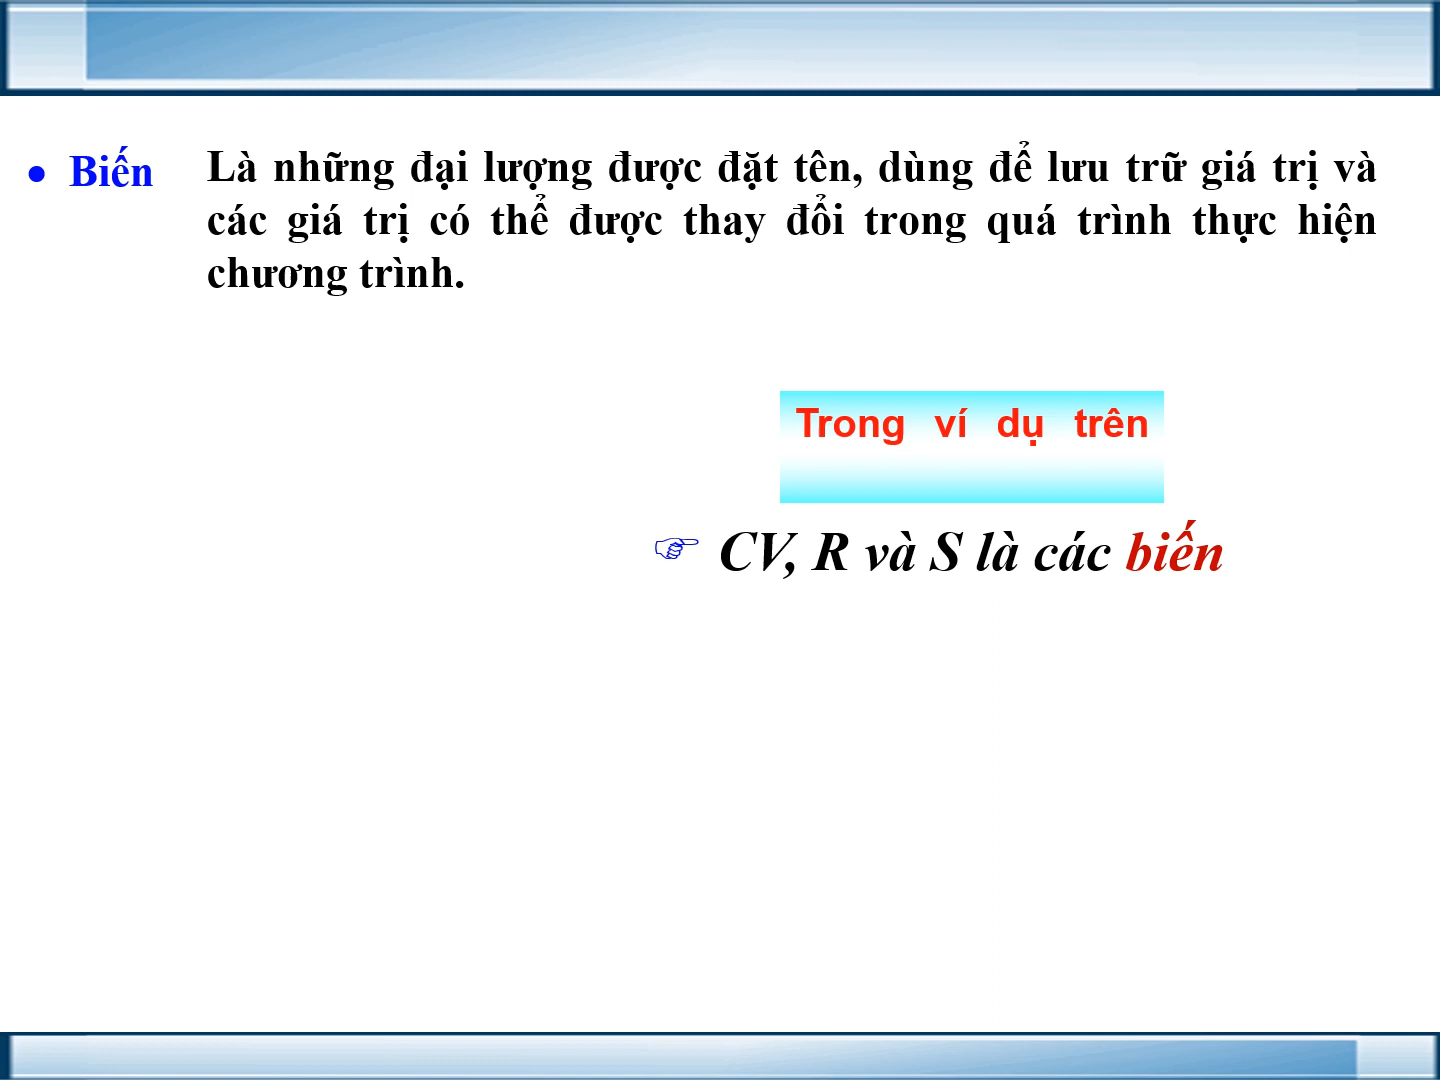 • Biến
Là những đại lượng được đặt tên, dùng để lưu trữ giá trị và
các giá trị có thể được thay đổi trong quá trình thực hiện
chương trình.
Trong ví dụ trên
☞ CV, R và S là các biến